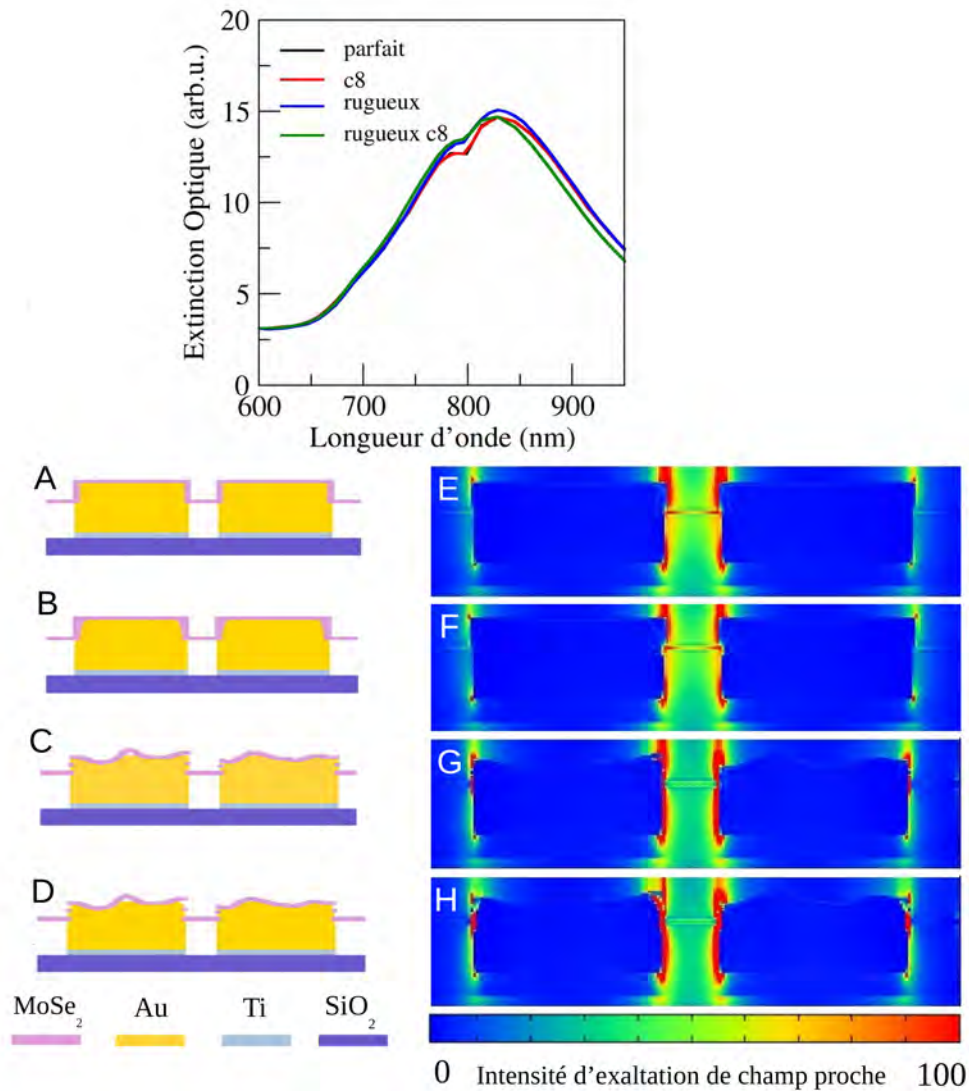 20
15
10
5
0
Extinction Optique (arb.u.)
parfait
c8
rugueux
rugueux c8
600 700 800 900
Longueur d'onde (nm)
A
B
C
D
E
F
G
H
MoSe2 Au Ti SiO2
0 Intensité d'exaltation de champ proche 100